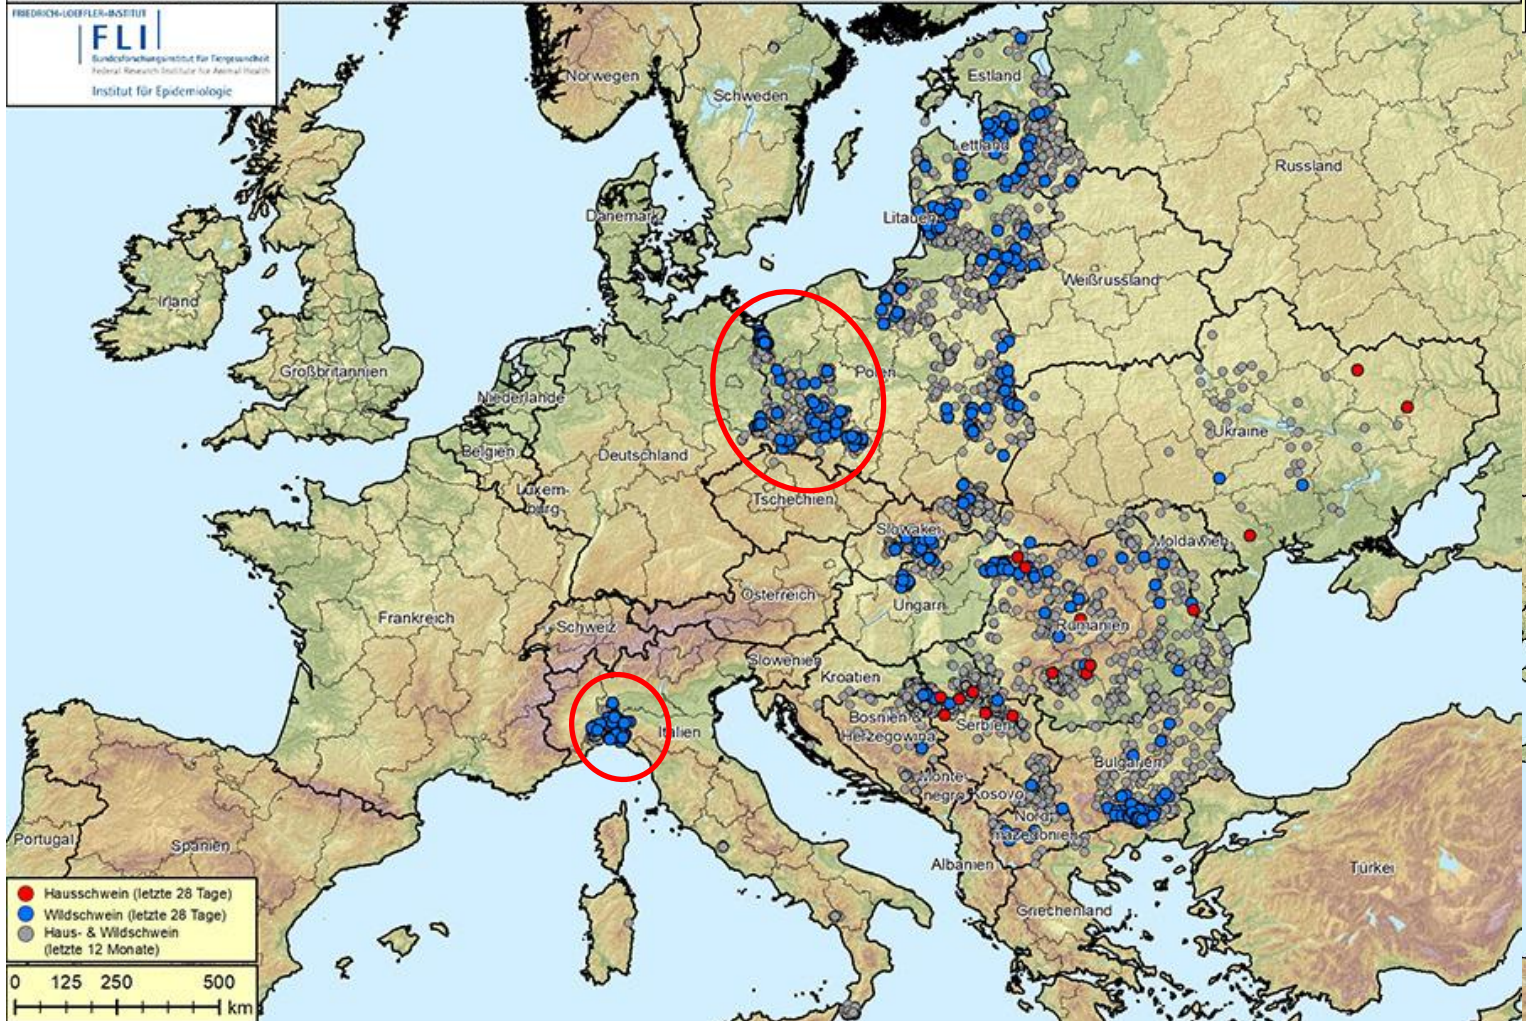 FRIEDRICH-LOEFFLER-INSTITUT
FLI
Bundesforschungsinstitut für Tiergesundheit
Federal Research Institute for Animal Health
Institut für Epidemiologie
Norwegen
Schweden
Estland
Lettland
Russland
Dänemark
Litauen
Weißrussland
Irland
Großbritannien
Niederlande
Polen
Ukraine
Belgien
Deutschland
Luxem-
burg
Tschechien
Slowakei
Moldawien
Österreich
Ungarn
Frankreich
Schweiz
Rumänien
Slowenien
Kroatien
Italien
Bosnien &
Herzegowina
Serbien
Bulgarien
Monte-
negro
Kosovo
Nord-
mazedonien
Portugal
Spanien
Albanien
Türkei
Griechenland
Hausschwein (letzte 28 Tage)
Wildschwein (letzte 28 Tage)
Haus- & Wildschwein
(letzte 12 Monate)
0 125 250 500
km